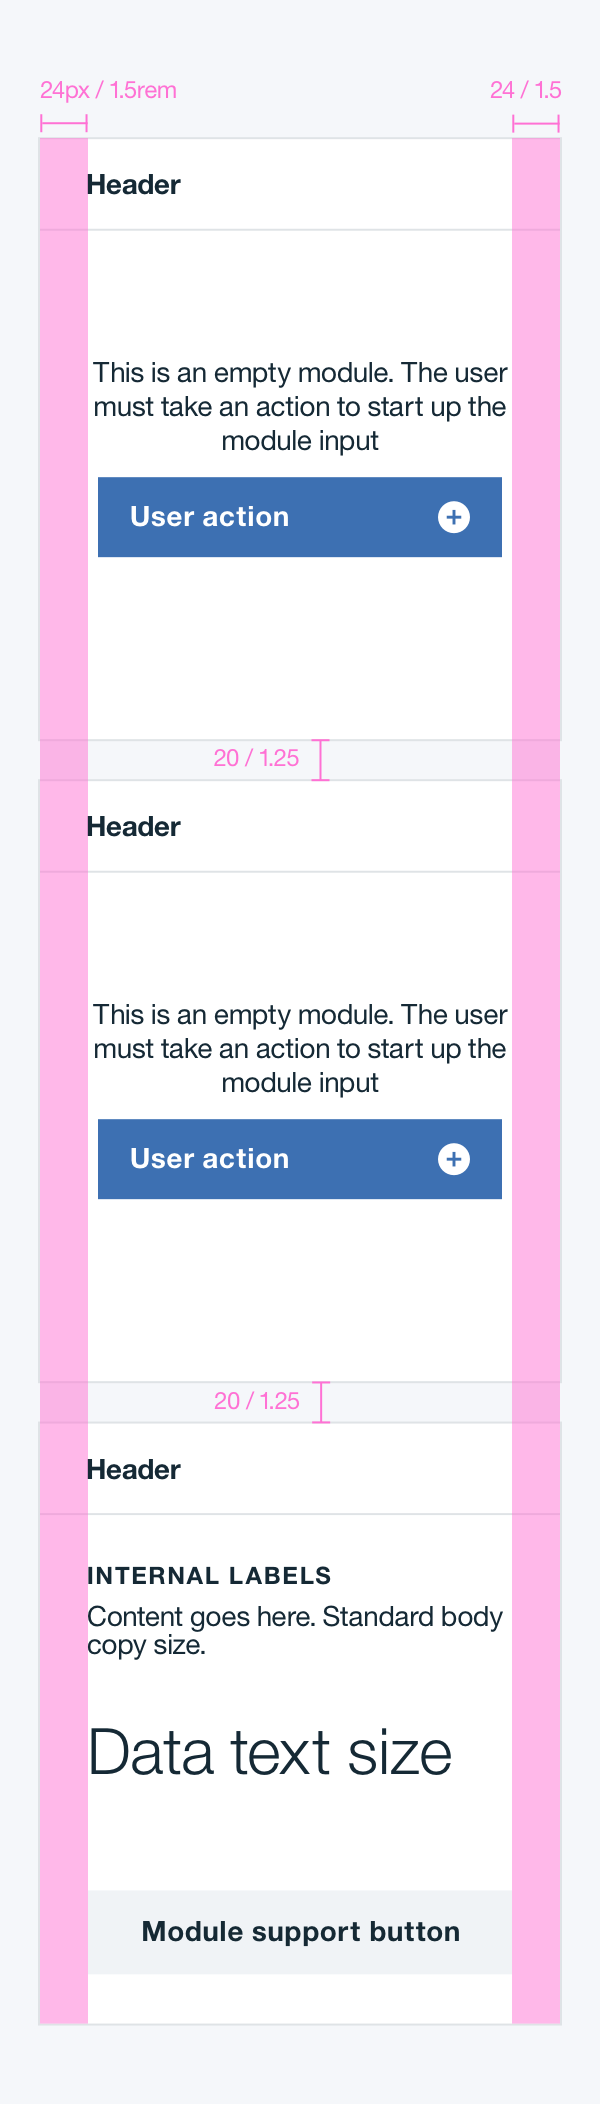 24px / 1.5rem
24 / 1.5
Header
This is an empty module. The user
must take an action to start up the
module input
User action
20 / 1.25
Header
This is an empty module. The user
must take an action to start up the
module input
User action
20 / 1.25
Header
INTERNAL LABELS
Content goes here. Standard body
copy size.
Data text size
Module support button